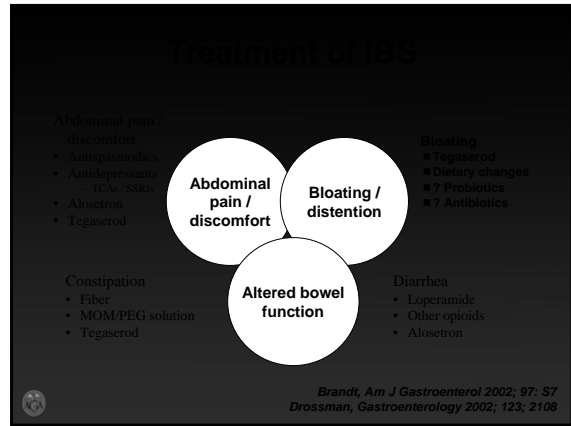 Treatment of IBS
Abdominal pain /
discomfort
• Antispasmodics
• Antidepressants
– TCAs / SSRIs
• Alosetron
• Tegaserod
Abdominal
pain /
discomfort
Bloating /
distention
Bloating
■ Tegaserod
■ Dietary changes
■ ? Probiotics
■ ? Antibiotics
Altered bowel
function
Constipation
• Fiber
• MOM/PEG solution
• Tegaserod
Diarrhea
• Loperamide
• Other opioids
• Alosetron
Brandt, Am J Gastroenterol 2002; 97: S7
Drossman, Gastroenterology 2002; 123; 2108